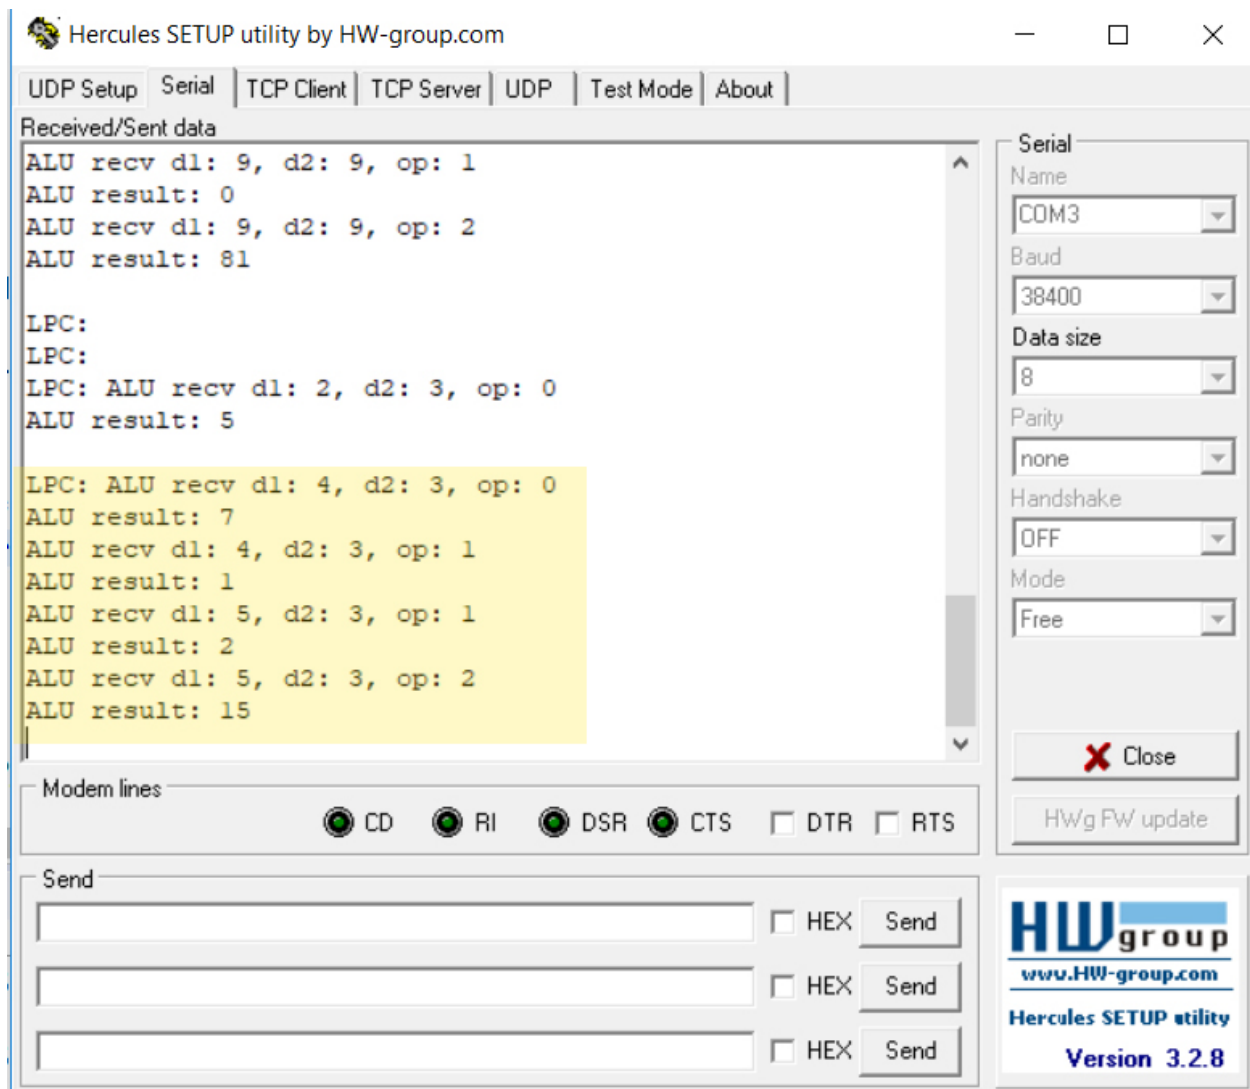 Hercules SETUP utility by HW-group.com
UDP Setup Serial TCP Client TCP Server UDP Test Mode About
Received/Sent data
ALU recv d1: 9, d2: 9, op: 1
ALU result: 0
ALU recv d1: 9, d2: 9, op: 2
ALU result: 81
LPC:
LPC:
LPC: ALU recv d1: 2, d2: 3, op: 0
ALU result: 5
LPC: ALU recv d1: 4, d2: 3, op: 0
ALU result: 7
ALU recv d1: 4, d2: 3, op: 1
ALU result: 1
ALU recv d1: 5, d2: 3, op: 1
ALU result: 2
ALU recv d1: 5, d2: 3, op: 2
ALU result: 15
Serial
Name
COM3
Baud
38400
Data size
8
Parity
none
Handshake
OFF
Mode
Free
Close
HWg FW update
Modem lines
CD RI DSR CTS DTR RTS
Send
HEX Send
HEX Send
HEX Send
HW group
www.HW-group.com
Hercules SETUP utility
Version 3.2.8